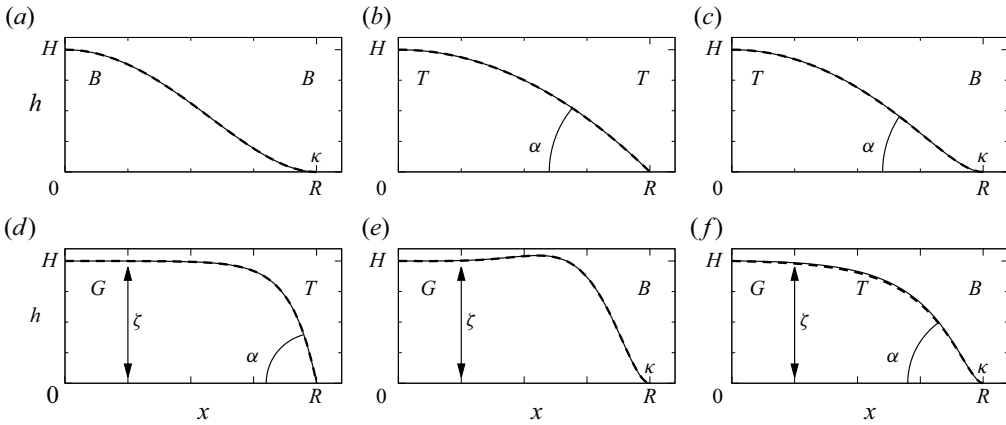 (a) (b) (c)
H H H
B B T T T B
h
α α
κ κ
0 R 0 R 0 R
(d) (e) (f)
H H H
G T G B G T B
h ζ ζ ζ
α α
κ κ
0 R 0 R 0 R
x x x